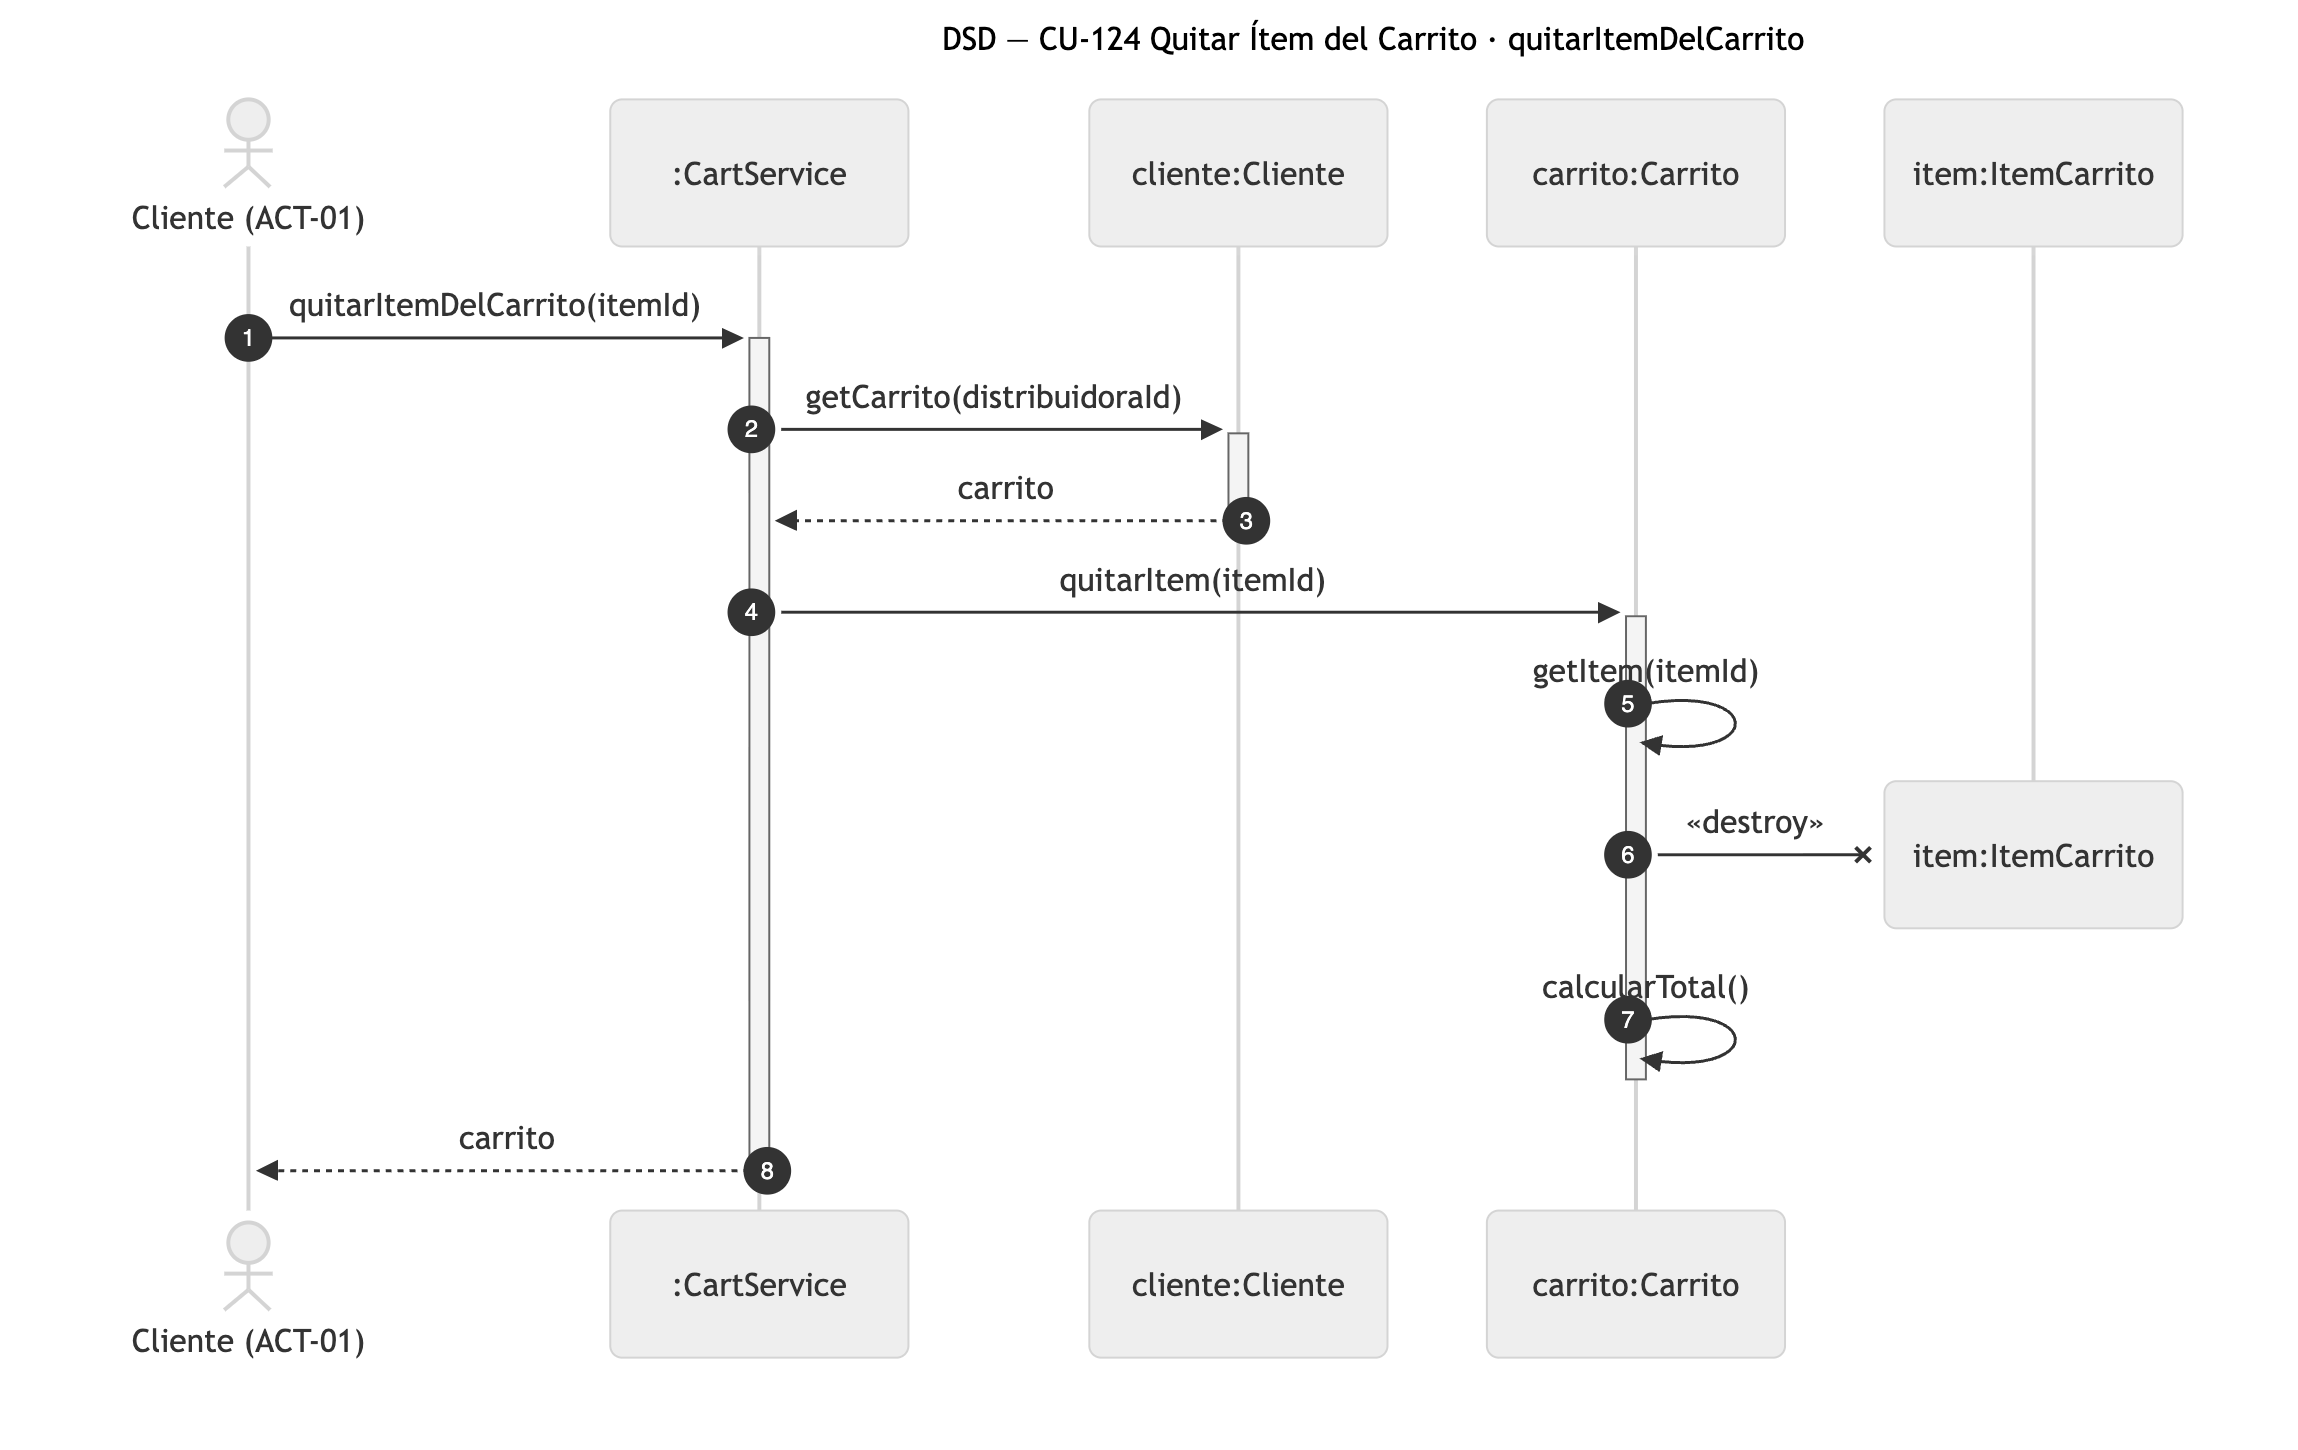 DSD — CU-124 Quitar Ítem del Carrito · quitarItemDelCarrito
Cliente (ACT-01)
:CartService
cliente:Cliente
carrito:Carrito
item:ItemCarrito
quitarItemDelCarrito(itemId)
1
getCarrito(distribuidoraId)
2
carrito
3
quitarItem(itemId)
4
getItem(itemId)
5
«destroy»
6
item:ItemCarrito
calcularTotal()
7
carrito
8
Cliente (ACT-01)
:CartService
cliente:Cliente
carrito:Carrito